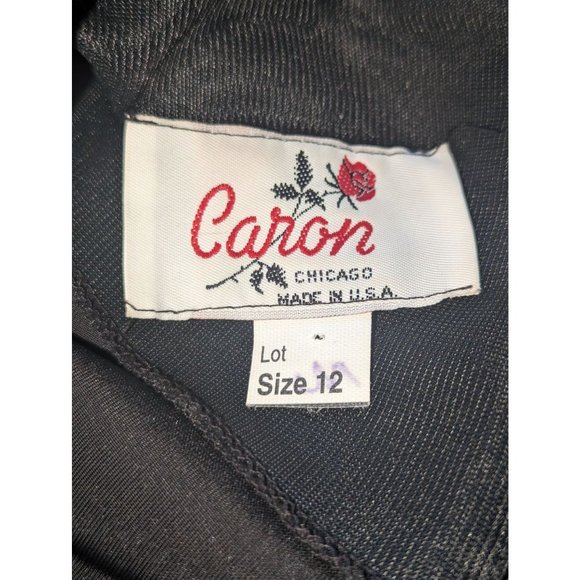 Caron
CHICAGO
MADE IN U.S.A.
Lot
Size 12